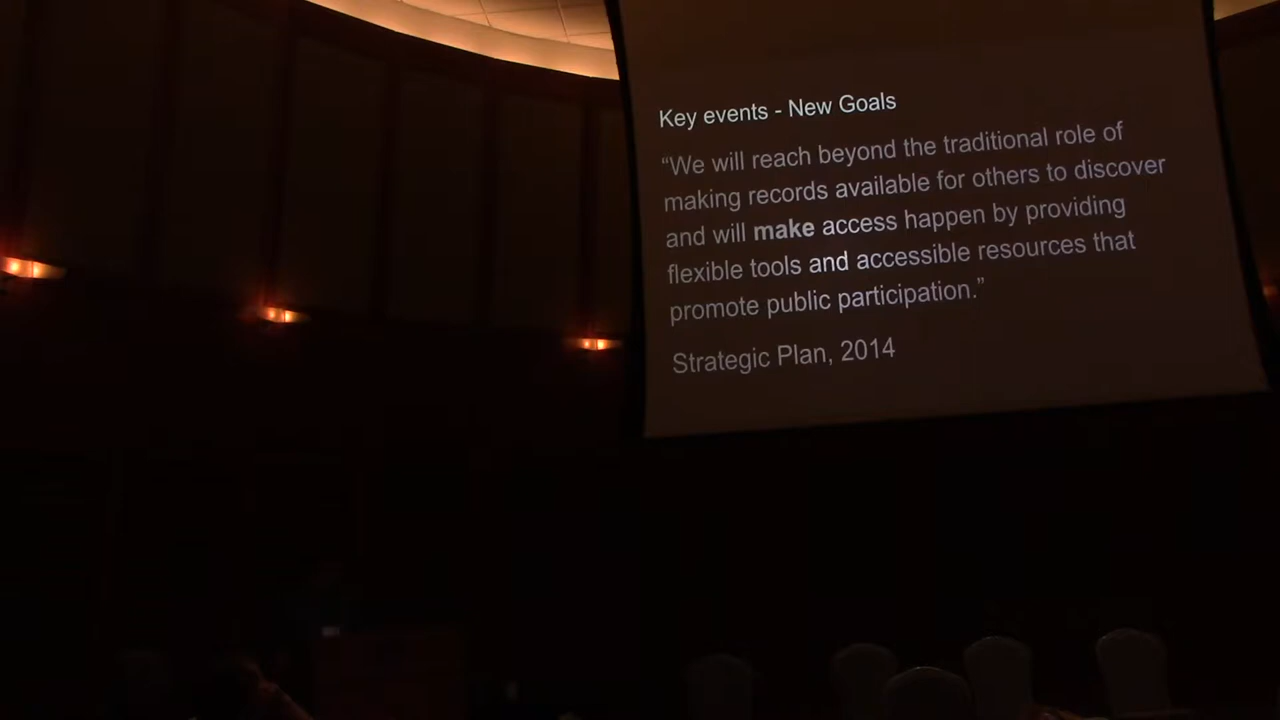 Key events - New Goals
“We will reach beyond the traditional role of
making records available for others to discover
and will make access happen by providing
flexible tools and accessible resources that
promote public participation.”
Strategic Plan, 2014